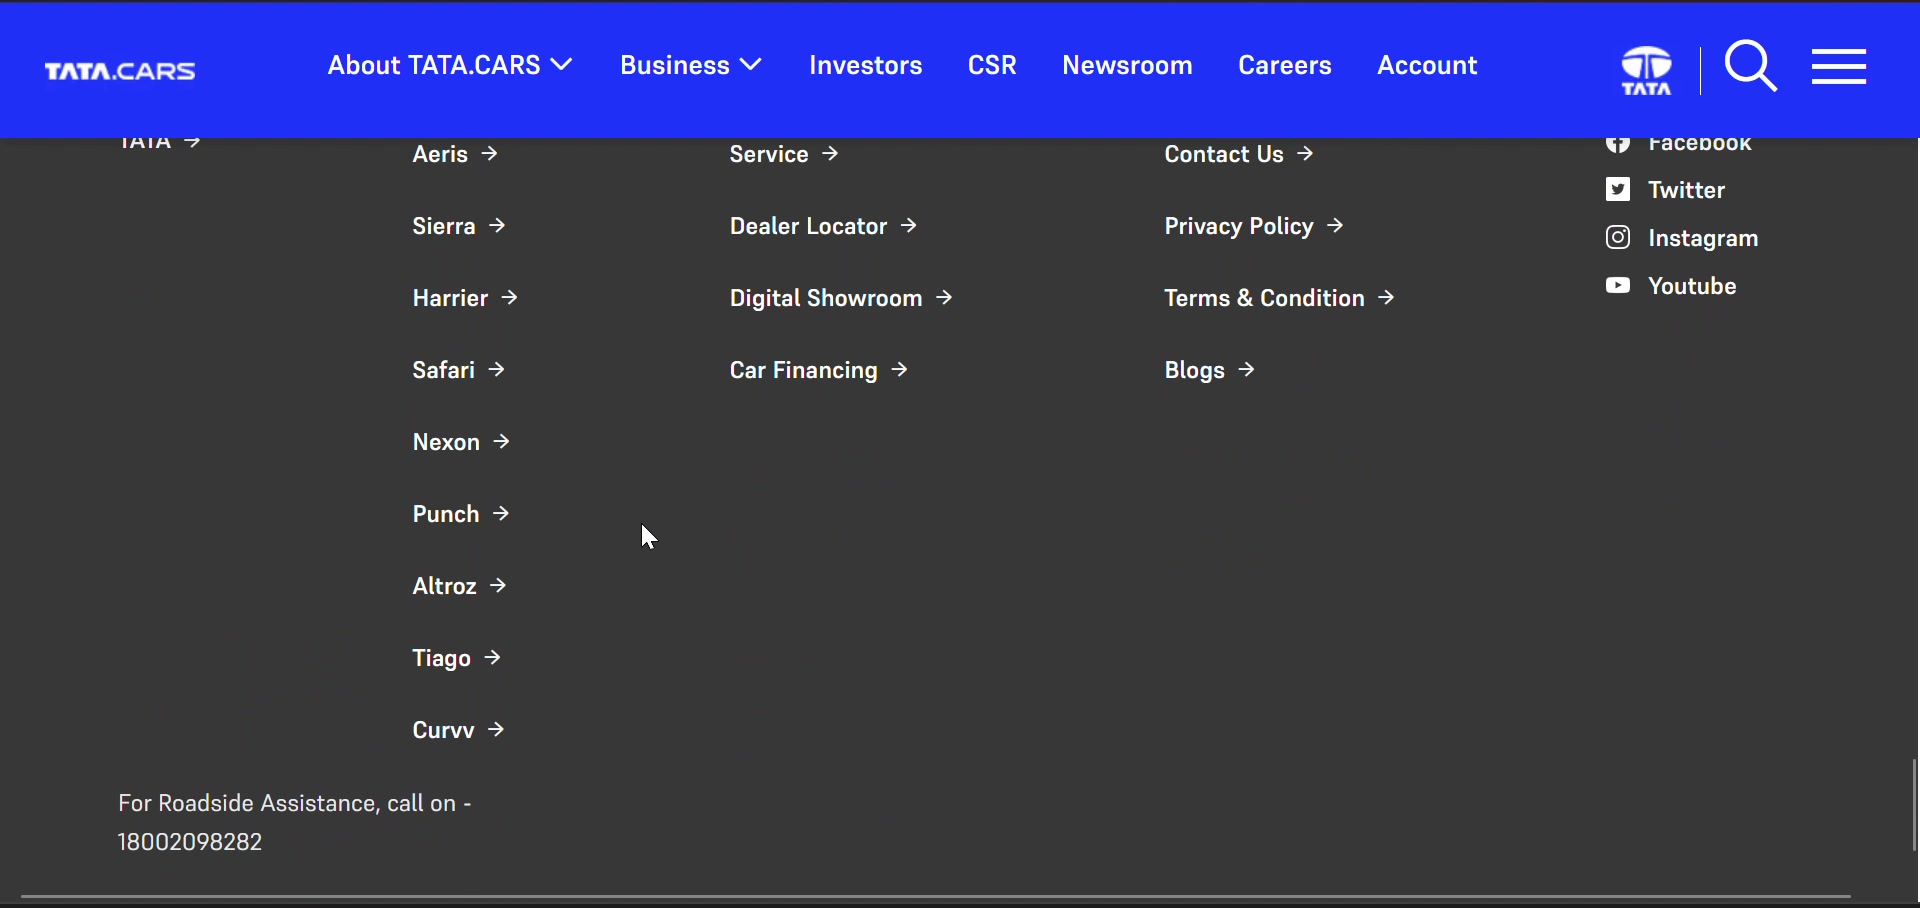 TATA.CARS
About TATA.CARS
Business
Investors
CSR
Newsroom
Careers
Account
TATA
TATA →
Aeris →
Sierra →
Harrier →
Safari →
Nexon →
Punch →
Altroz →
Tiago →
Curvv →
Service →
Dealer Locator →
Digital Showroom →
Car Financing →
Contact Us →
Privacy Policy →
Terms & Condition →
Blogs →
Facebook
Twitter
Instagram
Youtube
For Roadside Assistance, call on -
18002098282